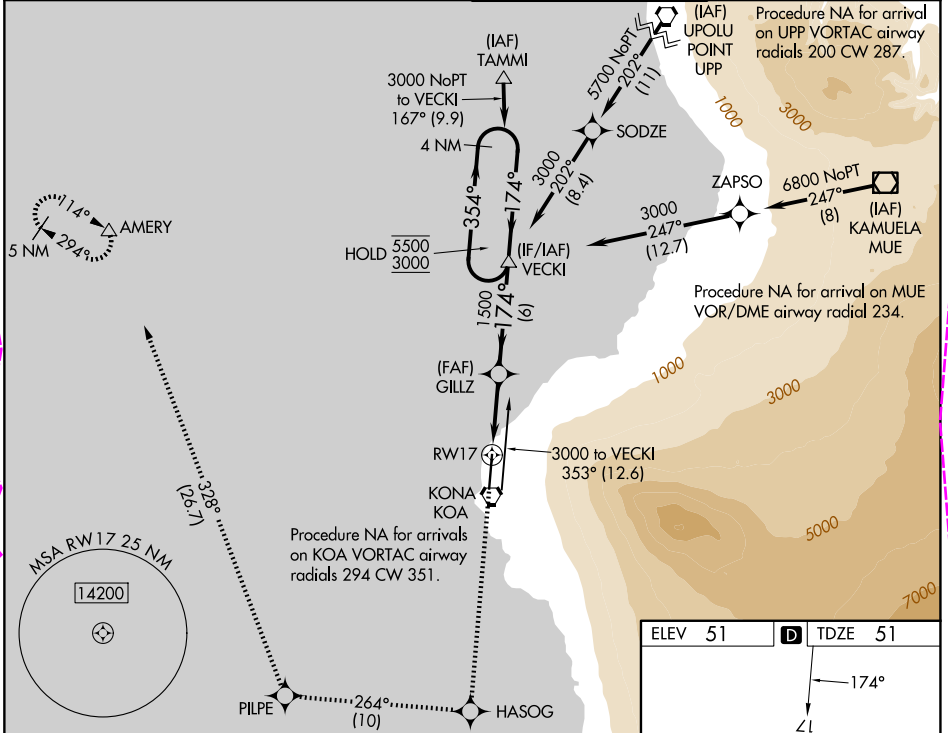 (IAF)
UPOLU
POINT
UPP
Procedure NA for arrival
on UPP VORTAC airway
radials 200 CW 287.
(IAF)
TAMMI
3000 NoPT
to VECKI
167° (9.9)
4 NM
5700 NoPT
202°
(11)
SODZE
3000
202°
(8.4)
1000
3000
ZAPSO
6800 NoPT
247°
(8)
(IAF)
KAMUELA
MUE
3000
247°
(12.7)
354°
174°
HOLD 5500
3000
(IF/IAF)
VECKI
114°
294°
5 NM
AMERY
Procedure NA for arrival on MUE
VOR/DME airway radial 234.
1500
174°
(6)
(FAF)
GILLZ
1000
3000
RW17
3000 to VECKI
353° (12.6)
KONA
KOA
Procedure NA for arrivals
on KOA VORTAC airway
radials 294 CW 351.
328°
(26.7)
5000
7000
MSA RW17 25 NM
14200
PILPE
264°
(10)
HASOG
ELEV 51
D TDZE 51
174°
17